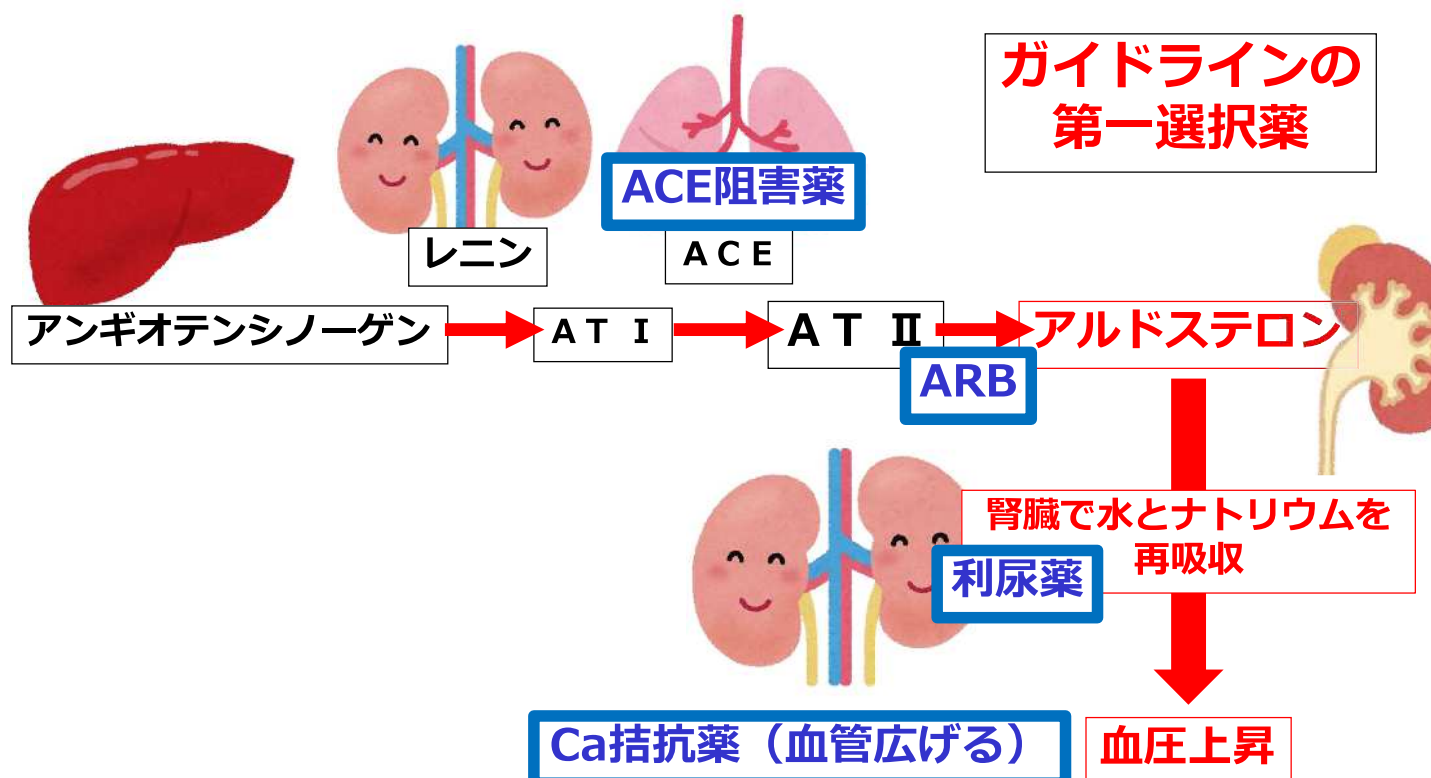 ガイドラインの
第一選択薬
ACE阻害薬
レニン
ＡＣＥ
アンギオテンシノーゲン
ＡＴ Ⅰ
ＡＴ Ⅱ
アルドステロン
ARB
腎臓で水とナトリウムを
再吸収
利尿薬
Ca拮抗薬（血管広げる）
血圧上昇